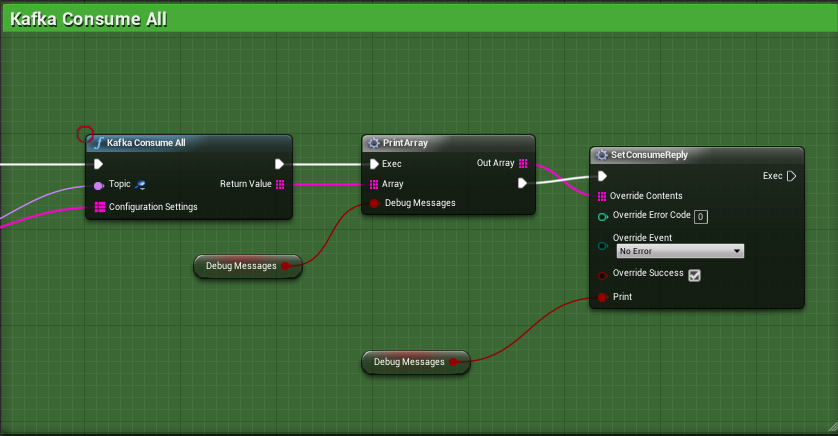 Kafka Consume All
Kafka Consume All
Topic
Return Value
Configuration Settings
PrintArray
Exec
Out Array
Array
Debug Messages
SetConsumeReply
Exec
Override Contents
Override Error Code 0
Override Event
No Error
Override Success
Print
Debug Messages
Debug Messages